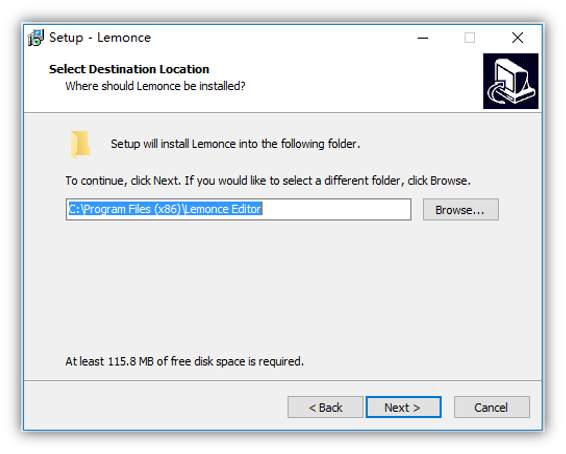 Setup - Lemonce
Select Destination Location
Where should Lemonce be installed?
Setup will install Lemonce into the following folder.
To continue, click Next. If you would like to select a different folder, click Browse.
C:\Program Files (x86)\Lemonce Editor
Browse...
At least 115.8 MB of free disk space is required.
< Back
Next >
Cancel